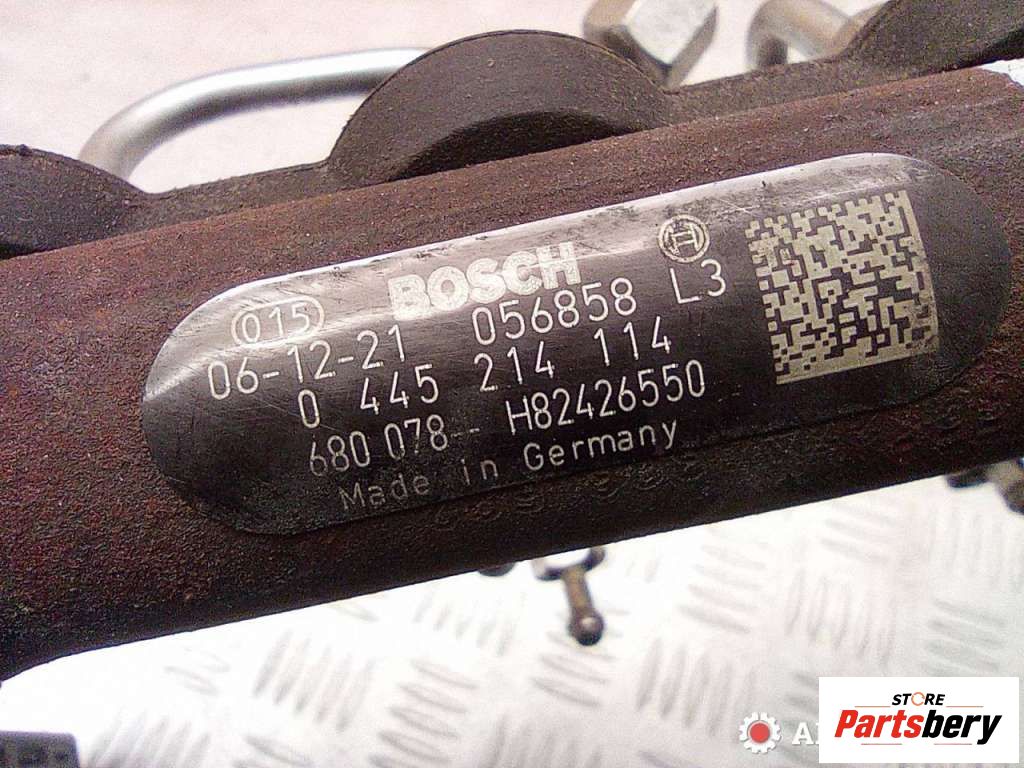 BOSCH
015
06-12-21 056858 L3
0 445 214 114
680 078-- H82426550
Made in Germany
STORE
Partsbery